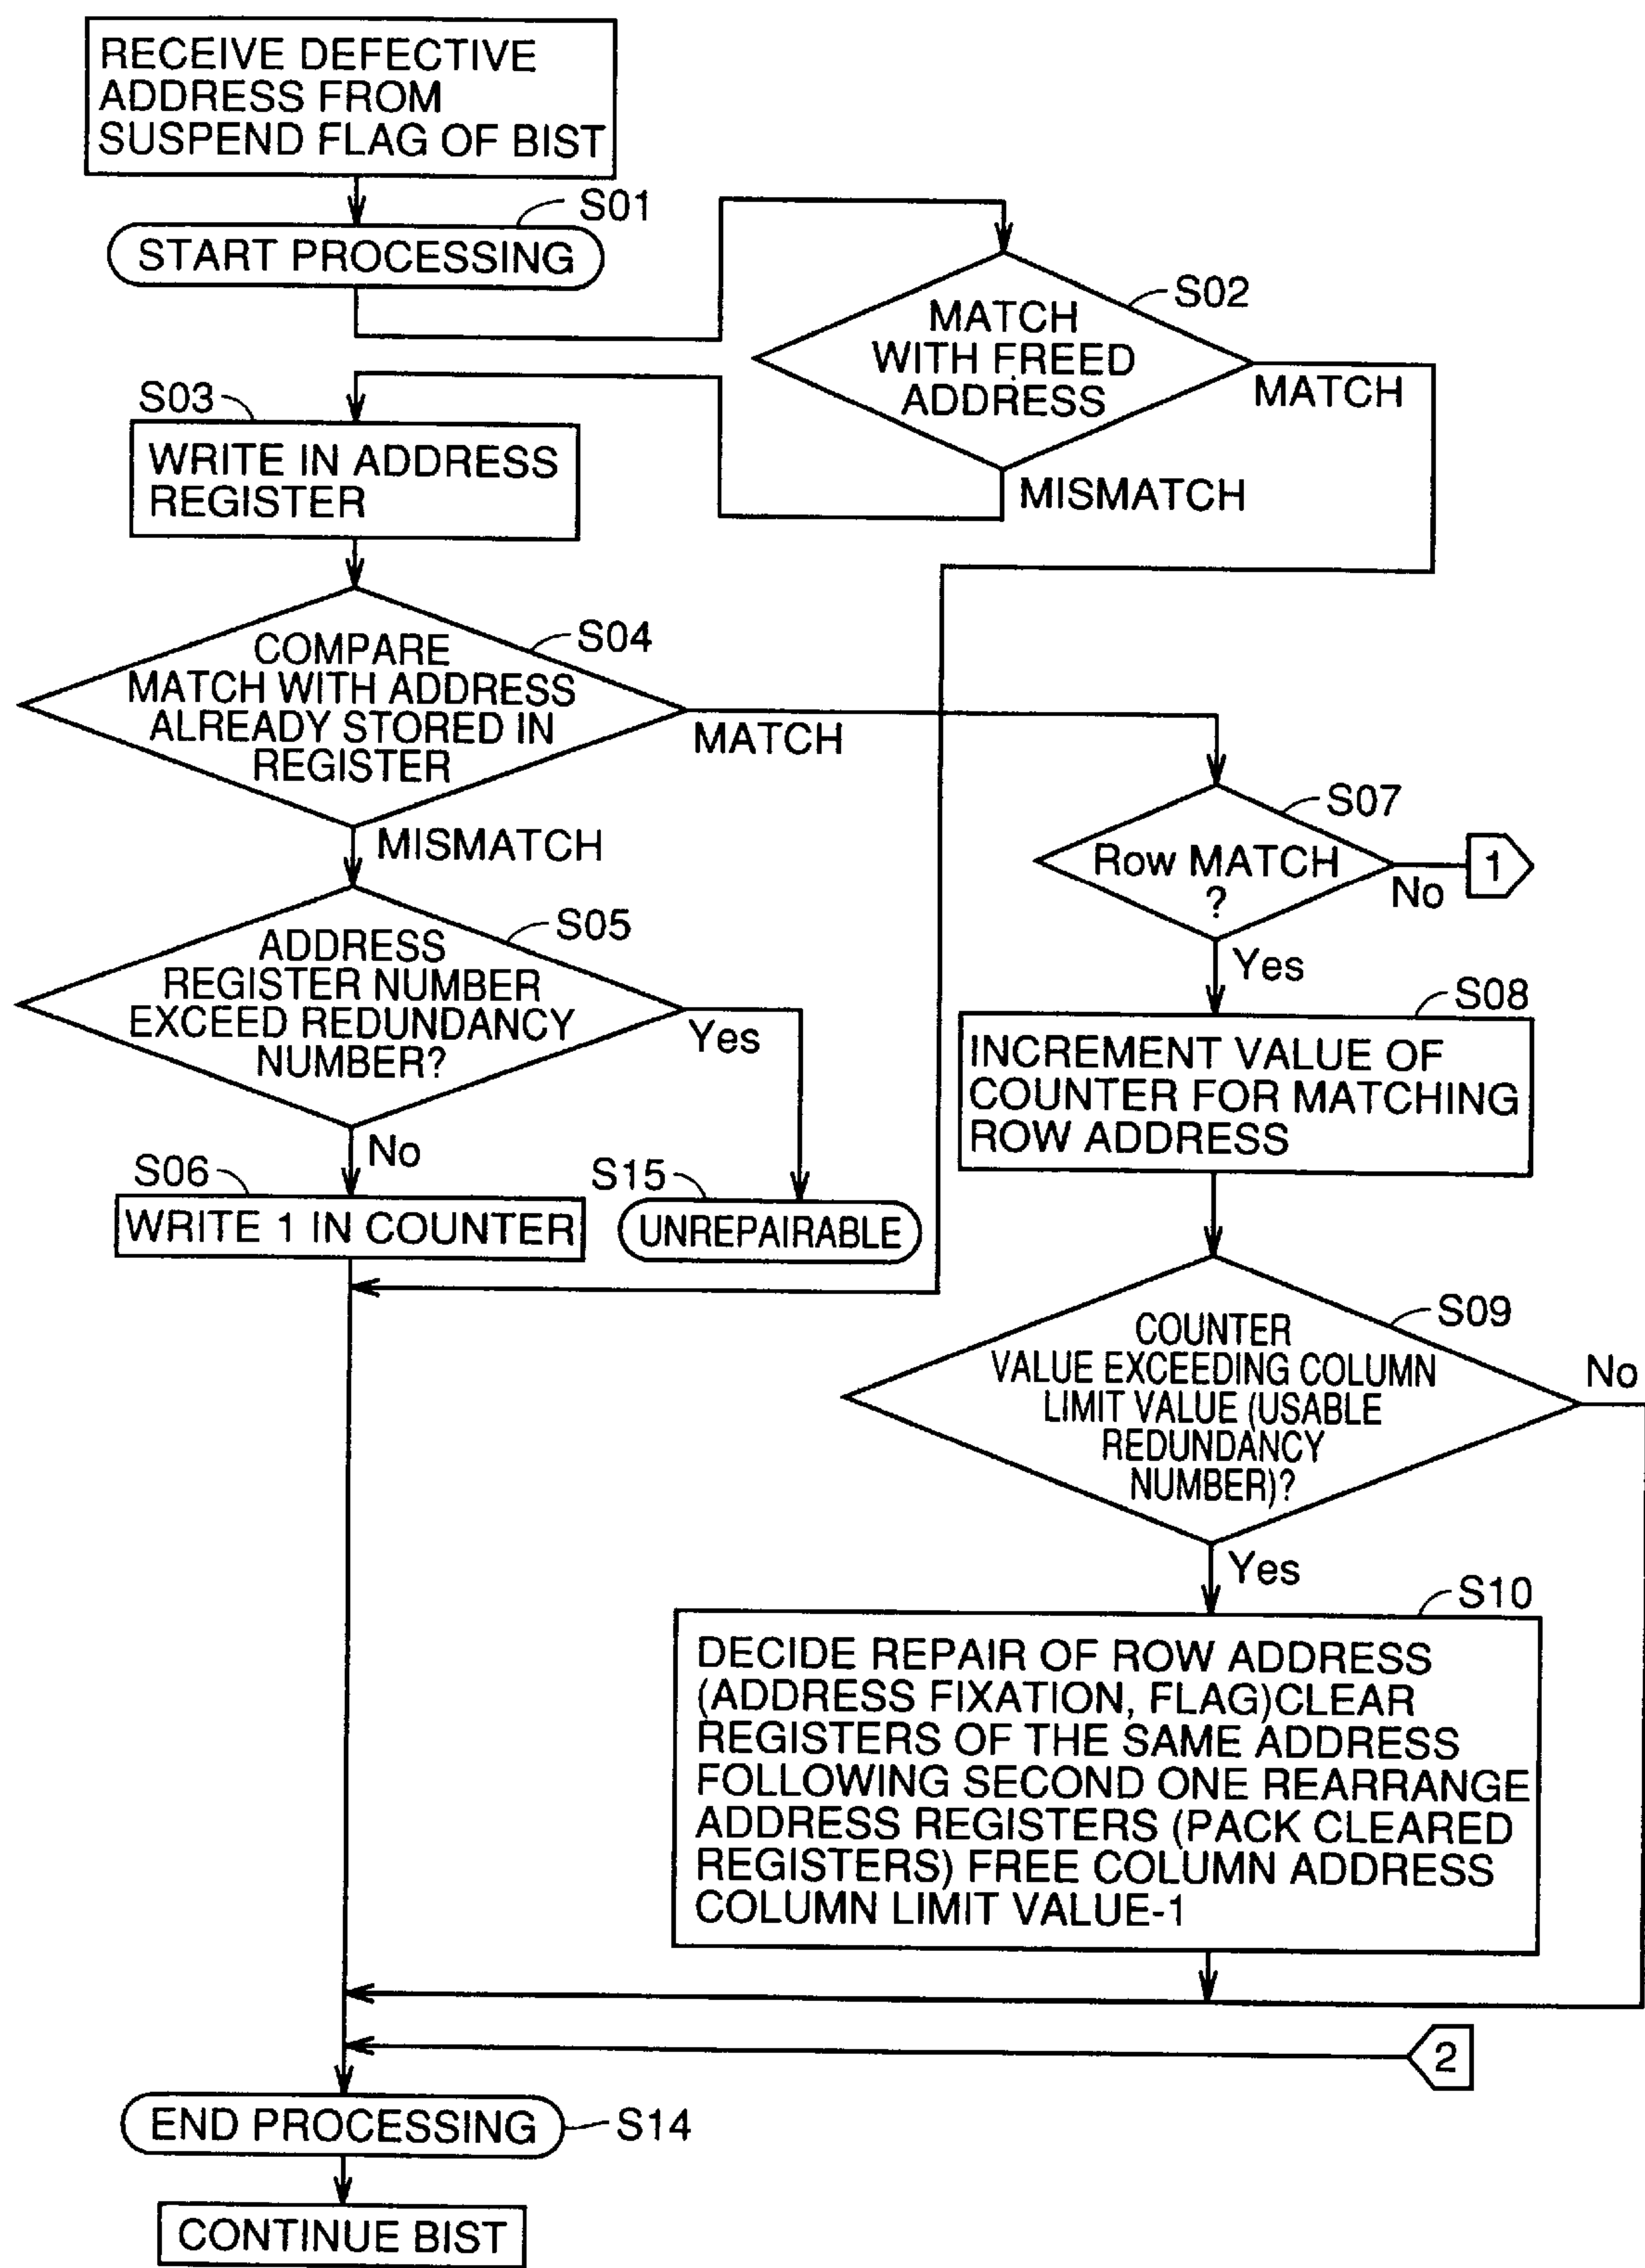 RECEIVE DEFECTIVE
ADDRESS FROM
SUSPEND FLAG OF BIST
S01
START PROCESSING
S02
MATCH
WITH FREED
ADDRESS
MATCH
MISMATCH
S03
WRITE IN ADDRESS
REGISTER
S04
COMPARE
MATCH WITH ADDRESS
ALREADY STORED IN
REGISTER
MATCH
MISMATCH
S05
ADDRESS
REGISTER NUMBER
EXCEED REDUNDANCY
NUMBER?
Yes
No
S06
WRITE 1 IN COUNTER
S15
UNREPAIRABLE
S07
Row MATCH
?
No
1
Yes
S08
INCREMENT VALUE OF
COUNTER FOR MATCHING
ROW ADDRESS
S09
COUNTER
VALUE EXCEEDING COLUMN
LIMIT VALUE (USABLE
REDUNDANCY
NUMBER)?
No
Yes
S10
DECIDE REPAIR OF ROW ADDRESS
(ADDRESS FIXATION, FLAG)CLEAR
REGISTERS OF THE SAME ADDRESS
FOLLOWING SECOND ONE REARRANGE
ADDRESS REGISTERS (PACK CLEARED
REGISTERS) FREE COLUMN ADDRESS
COLUMN LIMIT VALUE-1
2
END PROCESSING
S14
CONTINUE BIST